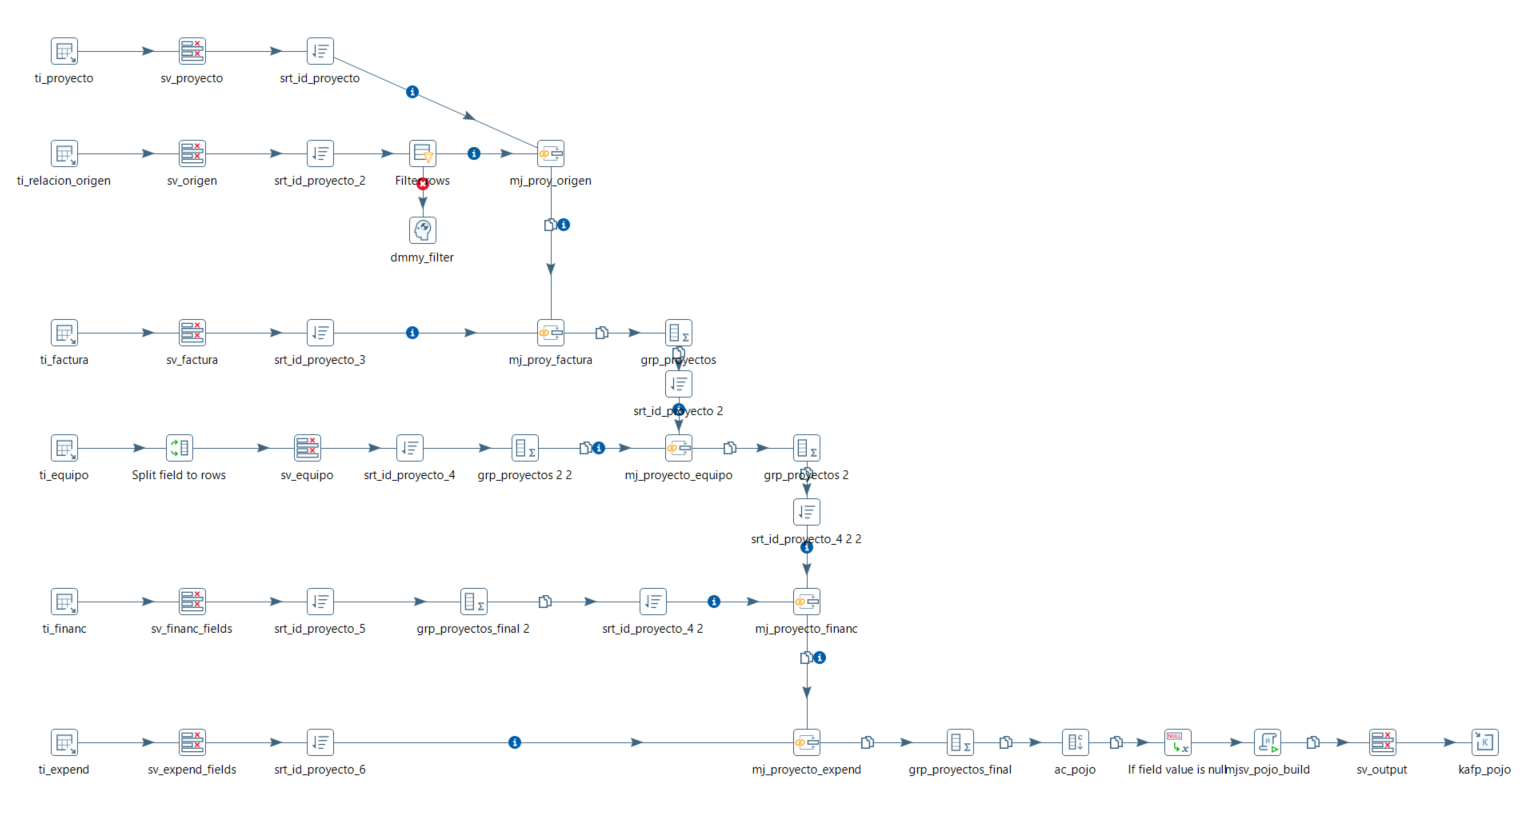 ti_proyecto
sv_proyecto
srt_id_proyecto
ti_relacion_origen
sv_origen
srt_id_proyecto_2
Filter rows
mj_proy_origen
dmmy_filter
ti_factura
sv_factura
srt_id_proyecto_3
mj_proy_factura
grp_proyectos
srt_id_proyecto 2
ti_equipo
Split field to rows
sv_equipo
srt_id_proyecto_4
grp_proyectos 2 2
mj_proyecto_equipo
grp_proyectos 2
srt_id_proyecto_4 2 2
ti_financ
sv_financ_fields
srt_id_proyecto_5
grp_proyectos_final 2
srt_id_proyecto_4 2
mj_proyecto_financ
ti_expend
sv_expend_fields
srt_id_proyecto_6
mj_proyecto_expend
grp_proyectos_final
ac_pojo
If field value is null
mjsv_pojo_build
sv_output
kafp_pojo